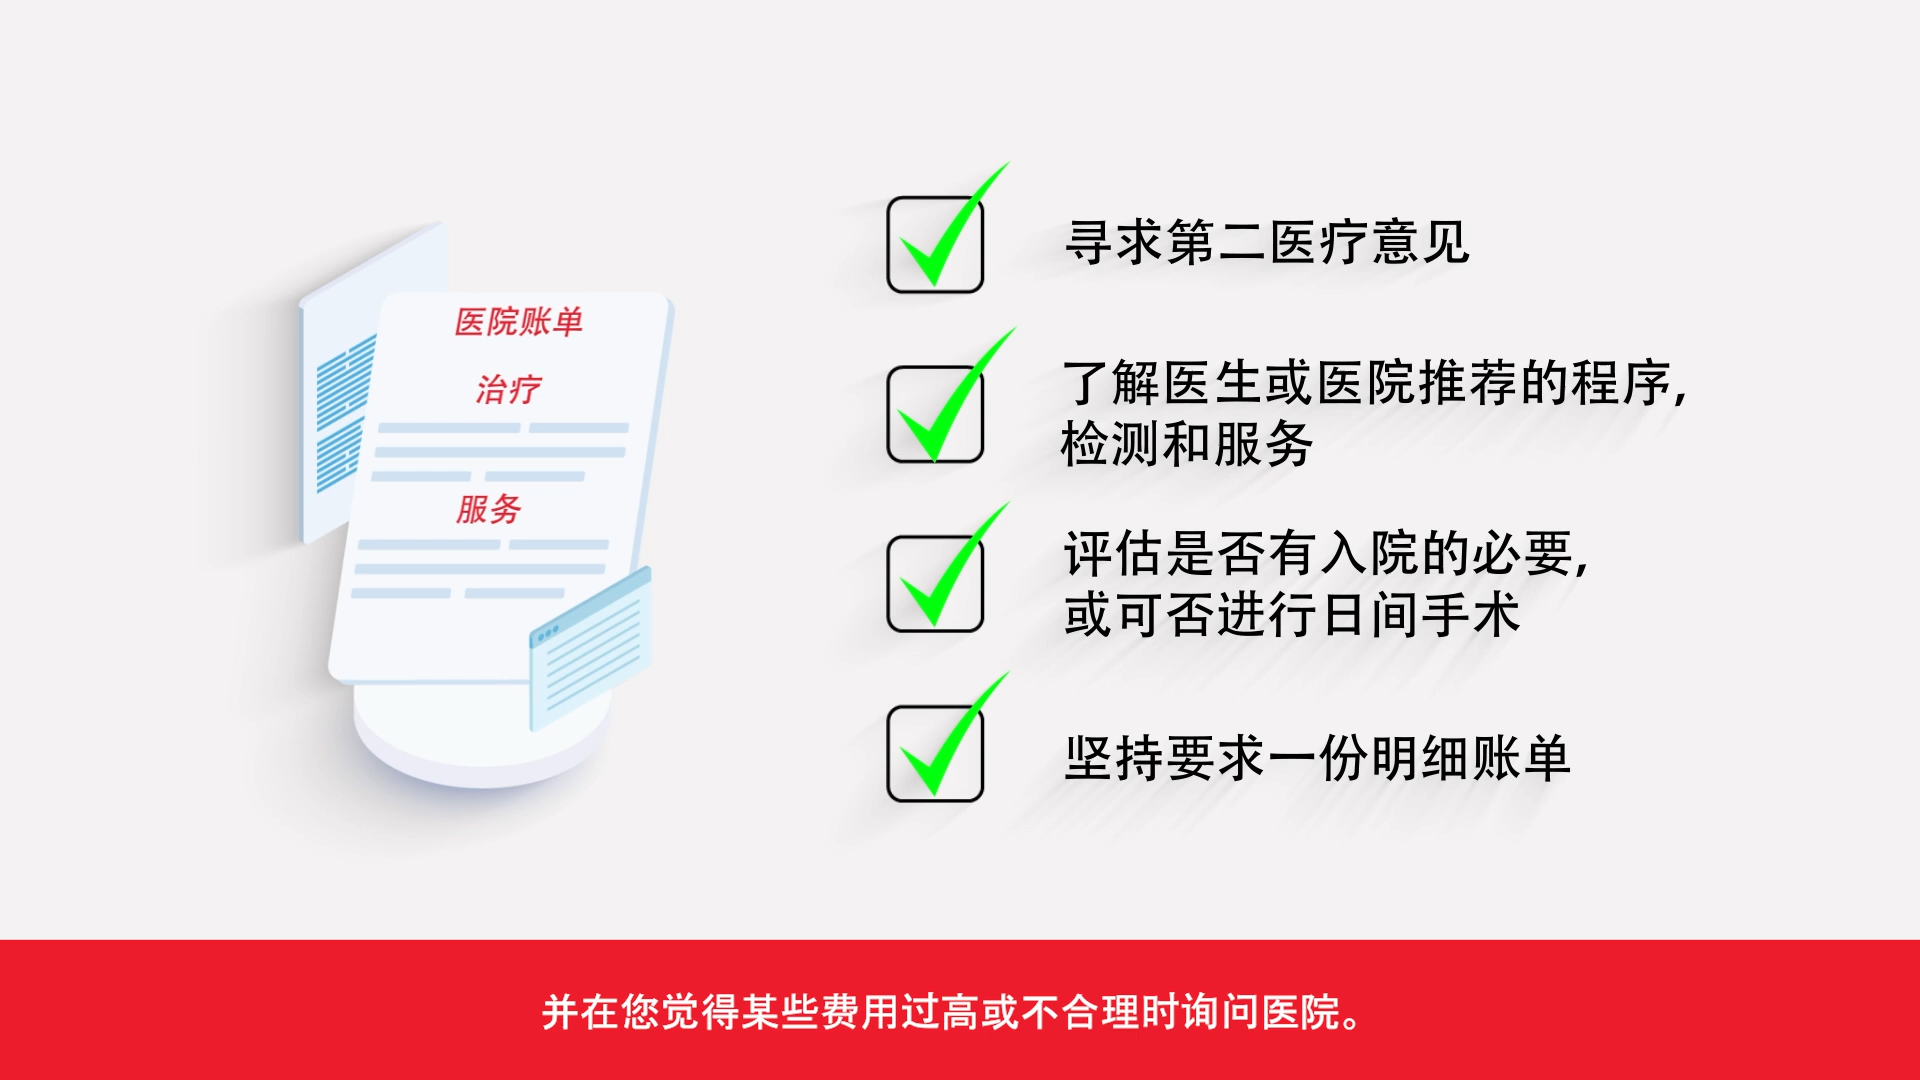 医院账单
治疗
服务
寻求第二医疗意见
了解医生或医院推荐的程序,
检测和服务
评估是否有入院的必要,
或可否进行日间手术
坚持要求一份明细账单
并在您觉得某些费用过高或不合理时询问医院。